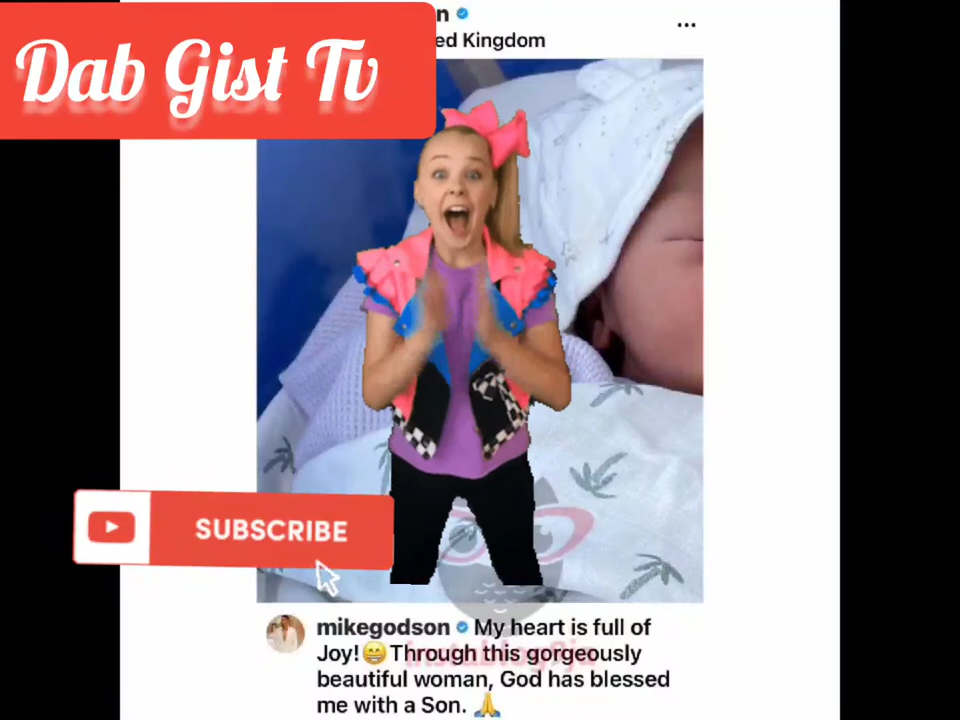 n
ed Kingdom
Dab Gist Tv
SUBSCRIBE
mikegodson My heart is full of
Joy!😁Through this gorgeously
beautiful woman, God has blessed
me with a Son. 🙏
instablog9ja